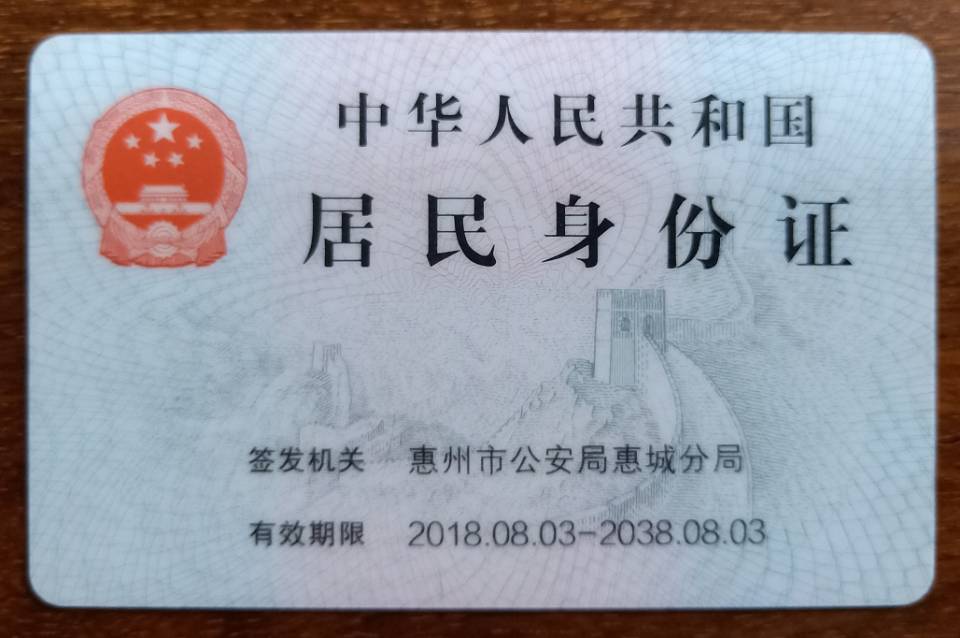 中华人民共和国
居民身份证
签发机关 惠州市公安局惠城分局
有效期限 2018.08.03-2038.08.03